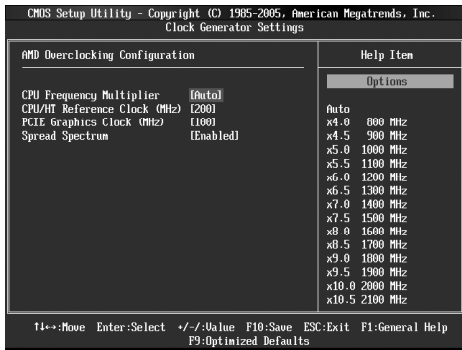 CMOS Setup Utility - Copyright (C) 1985-2005, American Megatrends, Inc.
Clock Generator Settings
AMD Overclocking Configuration
CPU Frequency Multiplier [Auto]
CPU/HT Reference Clock (MHz) [200]
PCIE Graphics Clock (MHz) [100]
Spread Spectrum [Enabled]
Help Item
Options
Auto
x4.0 800 MHz
x4.5 900 MHz
x5.0 1000 MHz
x5.5 1100 MHz
x6.0 1200 MHz
x6.5 1300 MHz
x7.0 1400 MHz
x7.5 1500 MHz
x8.0 1600 MHz
x8.5 1700 MHz
x9.0 1800 MHz
x9.5 1900 MHz
x10.0 2000 MHz
x10.5 2100 MHz
↑↓↔:Move Enter:Select +/-/:Value F10:Save ESC:Exit F1:General Help
F9:Optimized Defaults